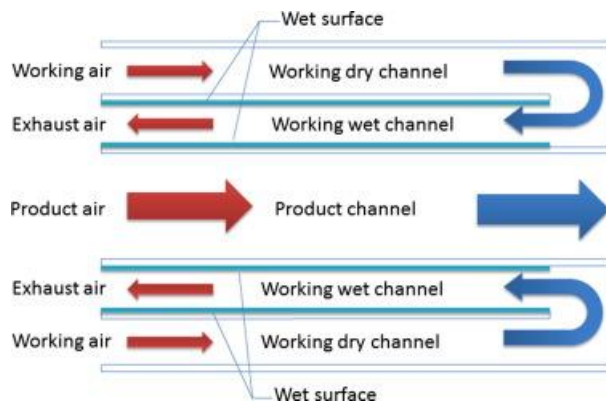 Wet surface
Working air
Working dry channel
Exhaust air
Working wet channel
Product air
Product channel
Exhaust air
Working wet channel
Working air
Working dry channel
Wet surface